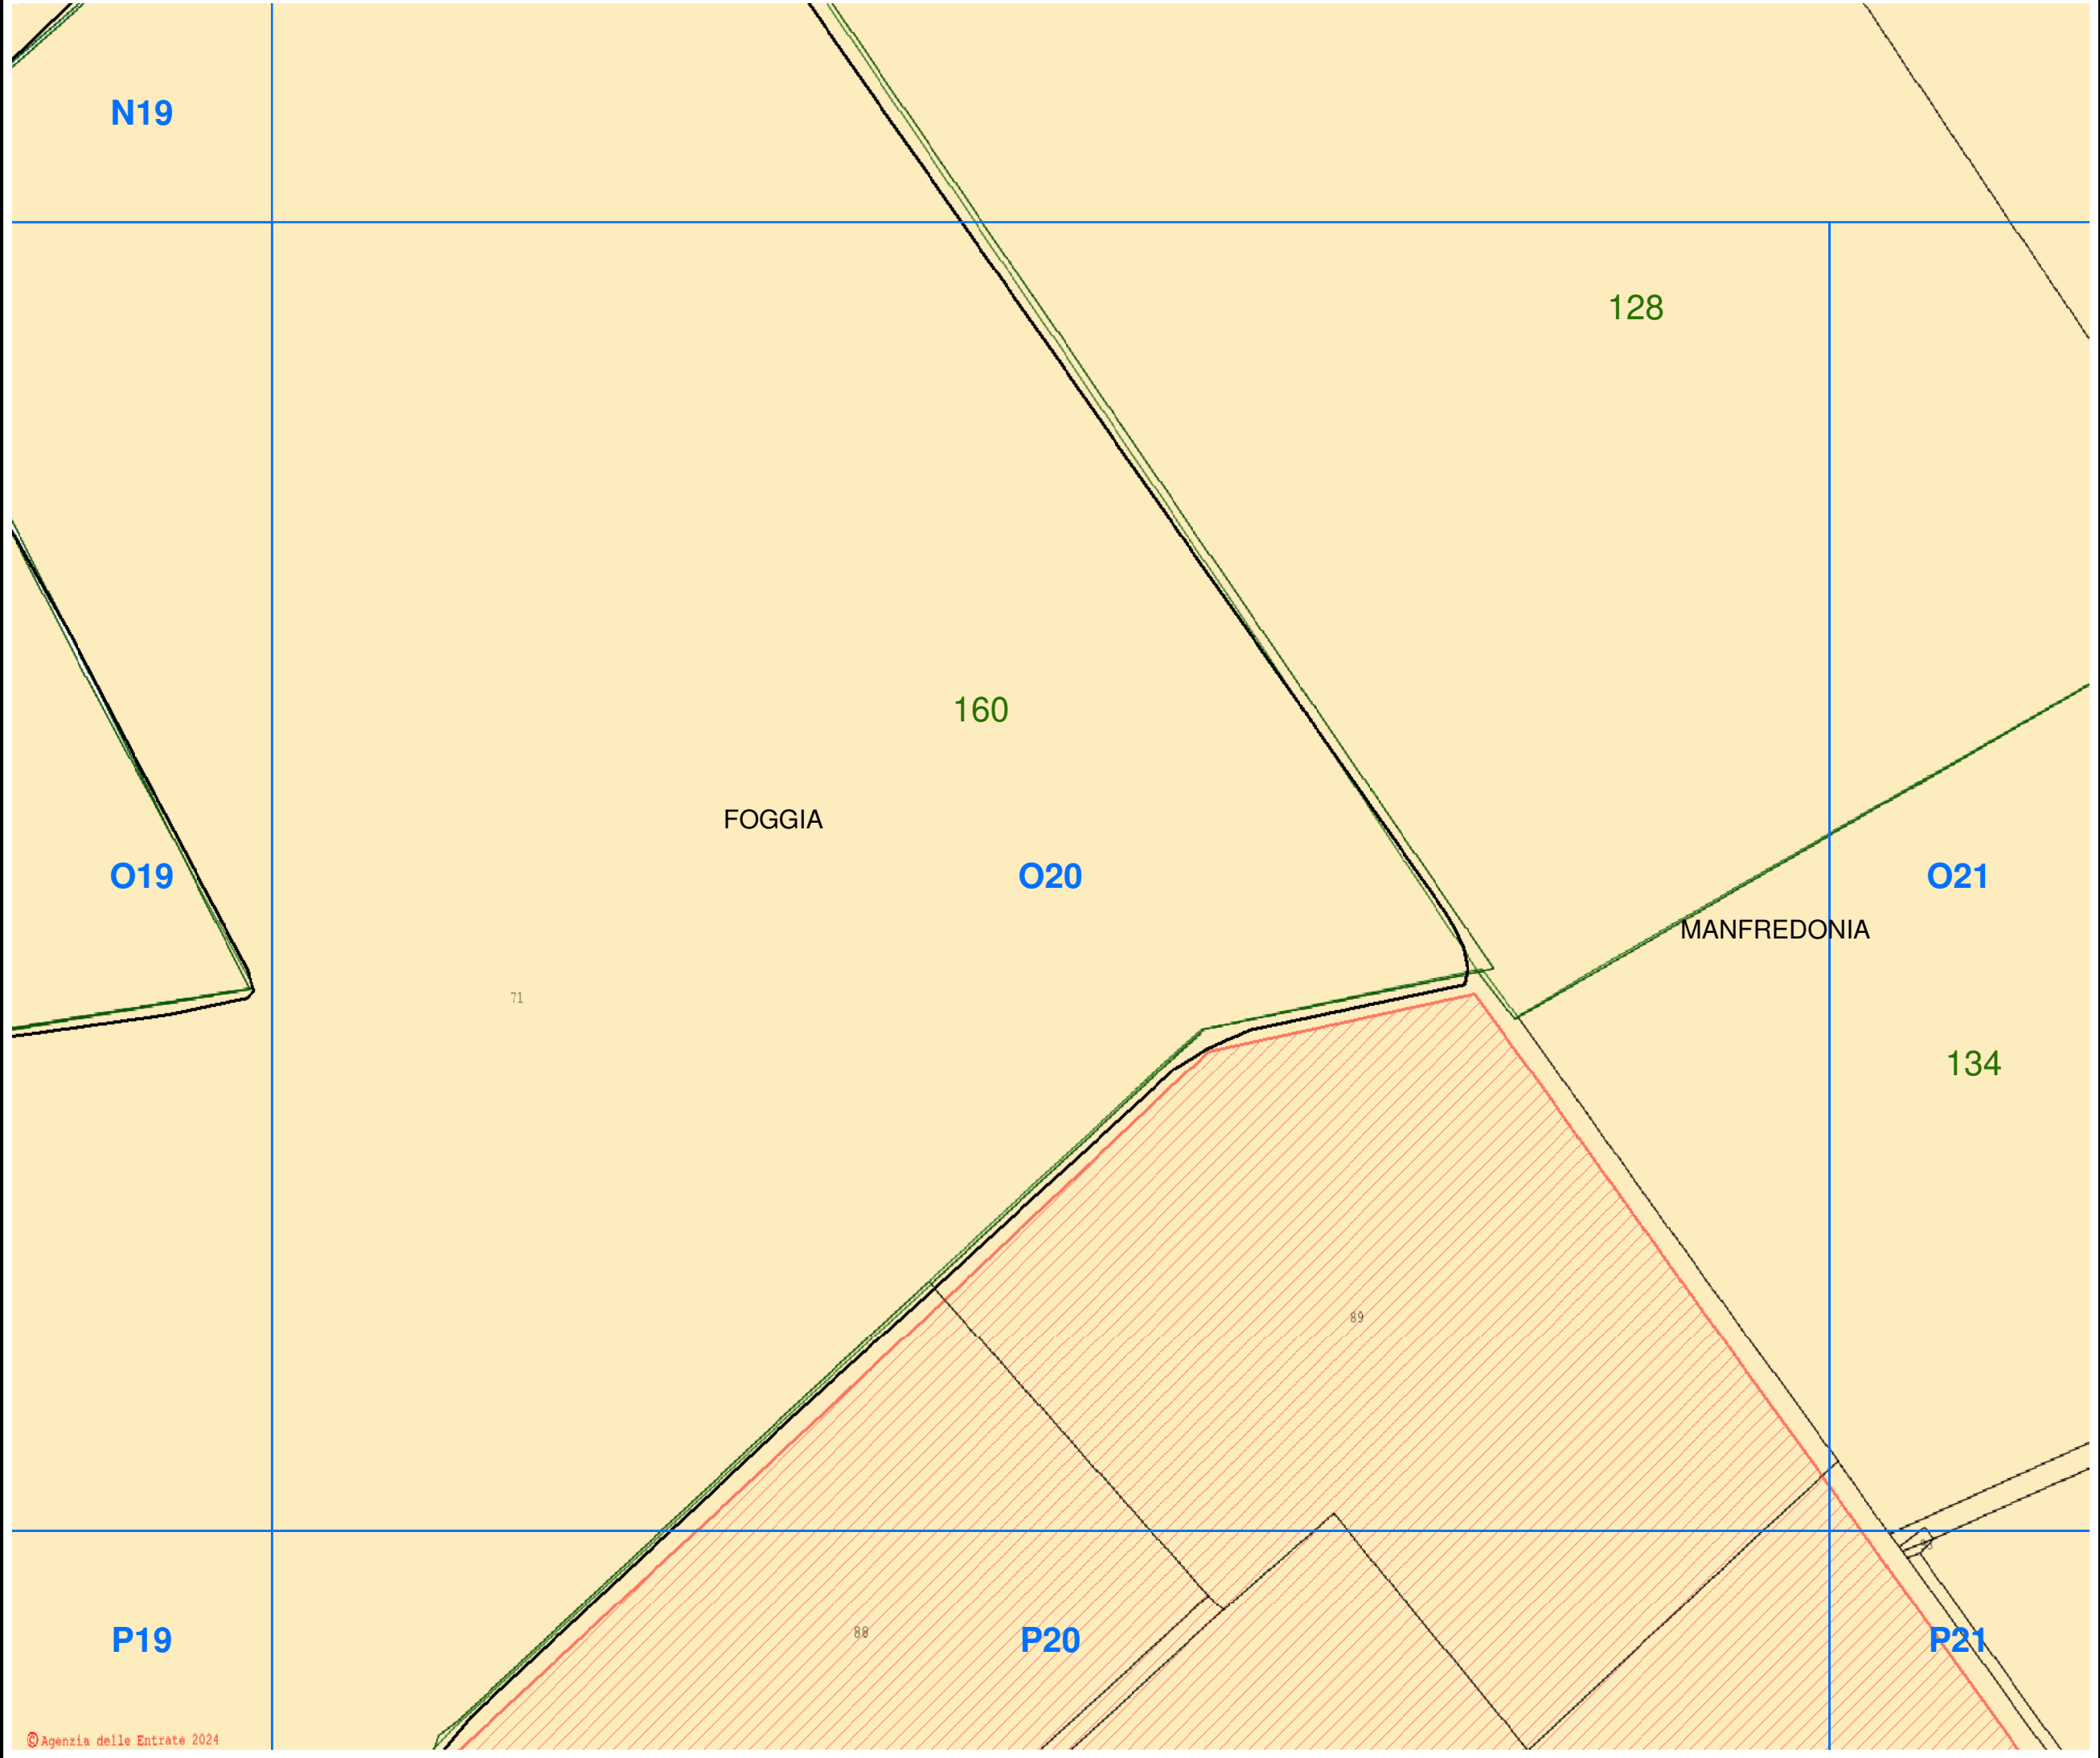 N19
128
160
FOGGIA
O19
O20
O21
MANFREDONIA
71
134
89
88
P19
P20
P21
©Agenzia delle Entrate 2024